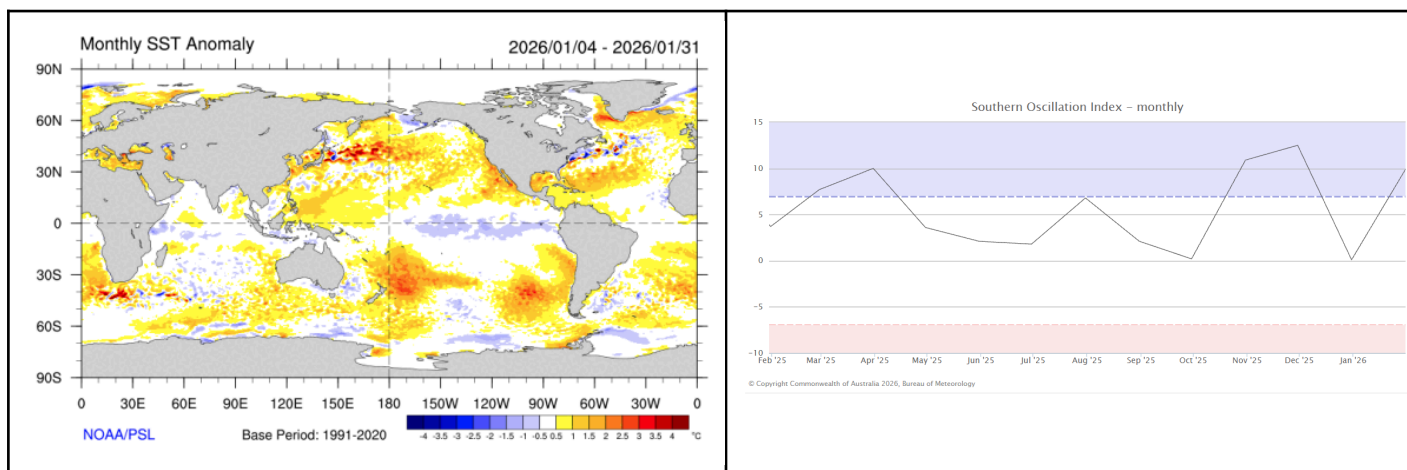 Monthly SST Anomaly 2026/01/04 - 2026/01/31
90N
60N
30N
0
30S
60S
90S
0 30E 60E 90E 120E 150E 180 150W 120W 90W 60W 30W 0
NOAA/PSL Base Period: 1991-2020
-4 -3.5 -3 -2.5 -2 -1.5 -1 -0.5 0.5 1 1.5 2 2.5 3 3.5 4 °C
Southern Oscillation Index – monthly
15
10
5
0
−5
−10
Feb '25 Mar '25 Apr '25 May '25 Jun '25 Jul '25 Aug '25 Sep '25 Oct '25 Nov '25 Dec '25 Jan '26
© Copyright Commonwealth of Australia 2026, Bureau of Meteorology